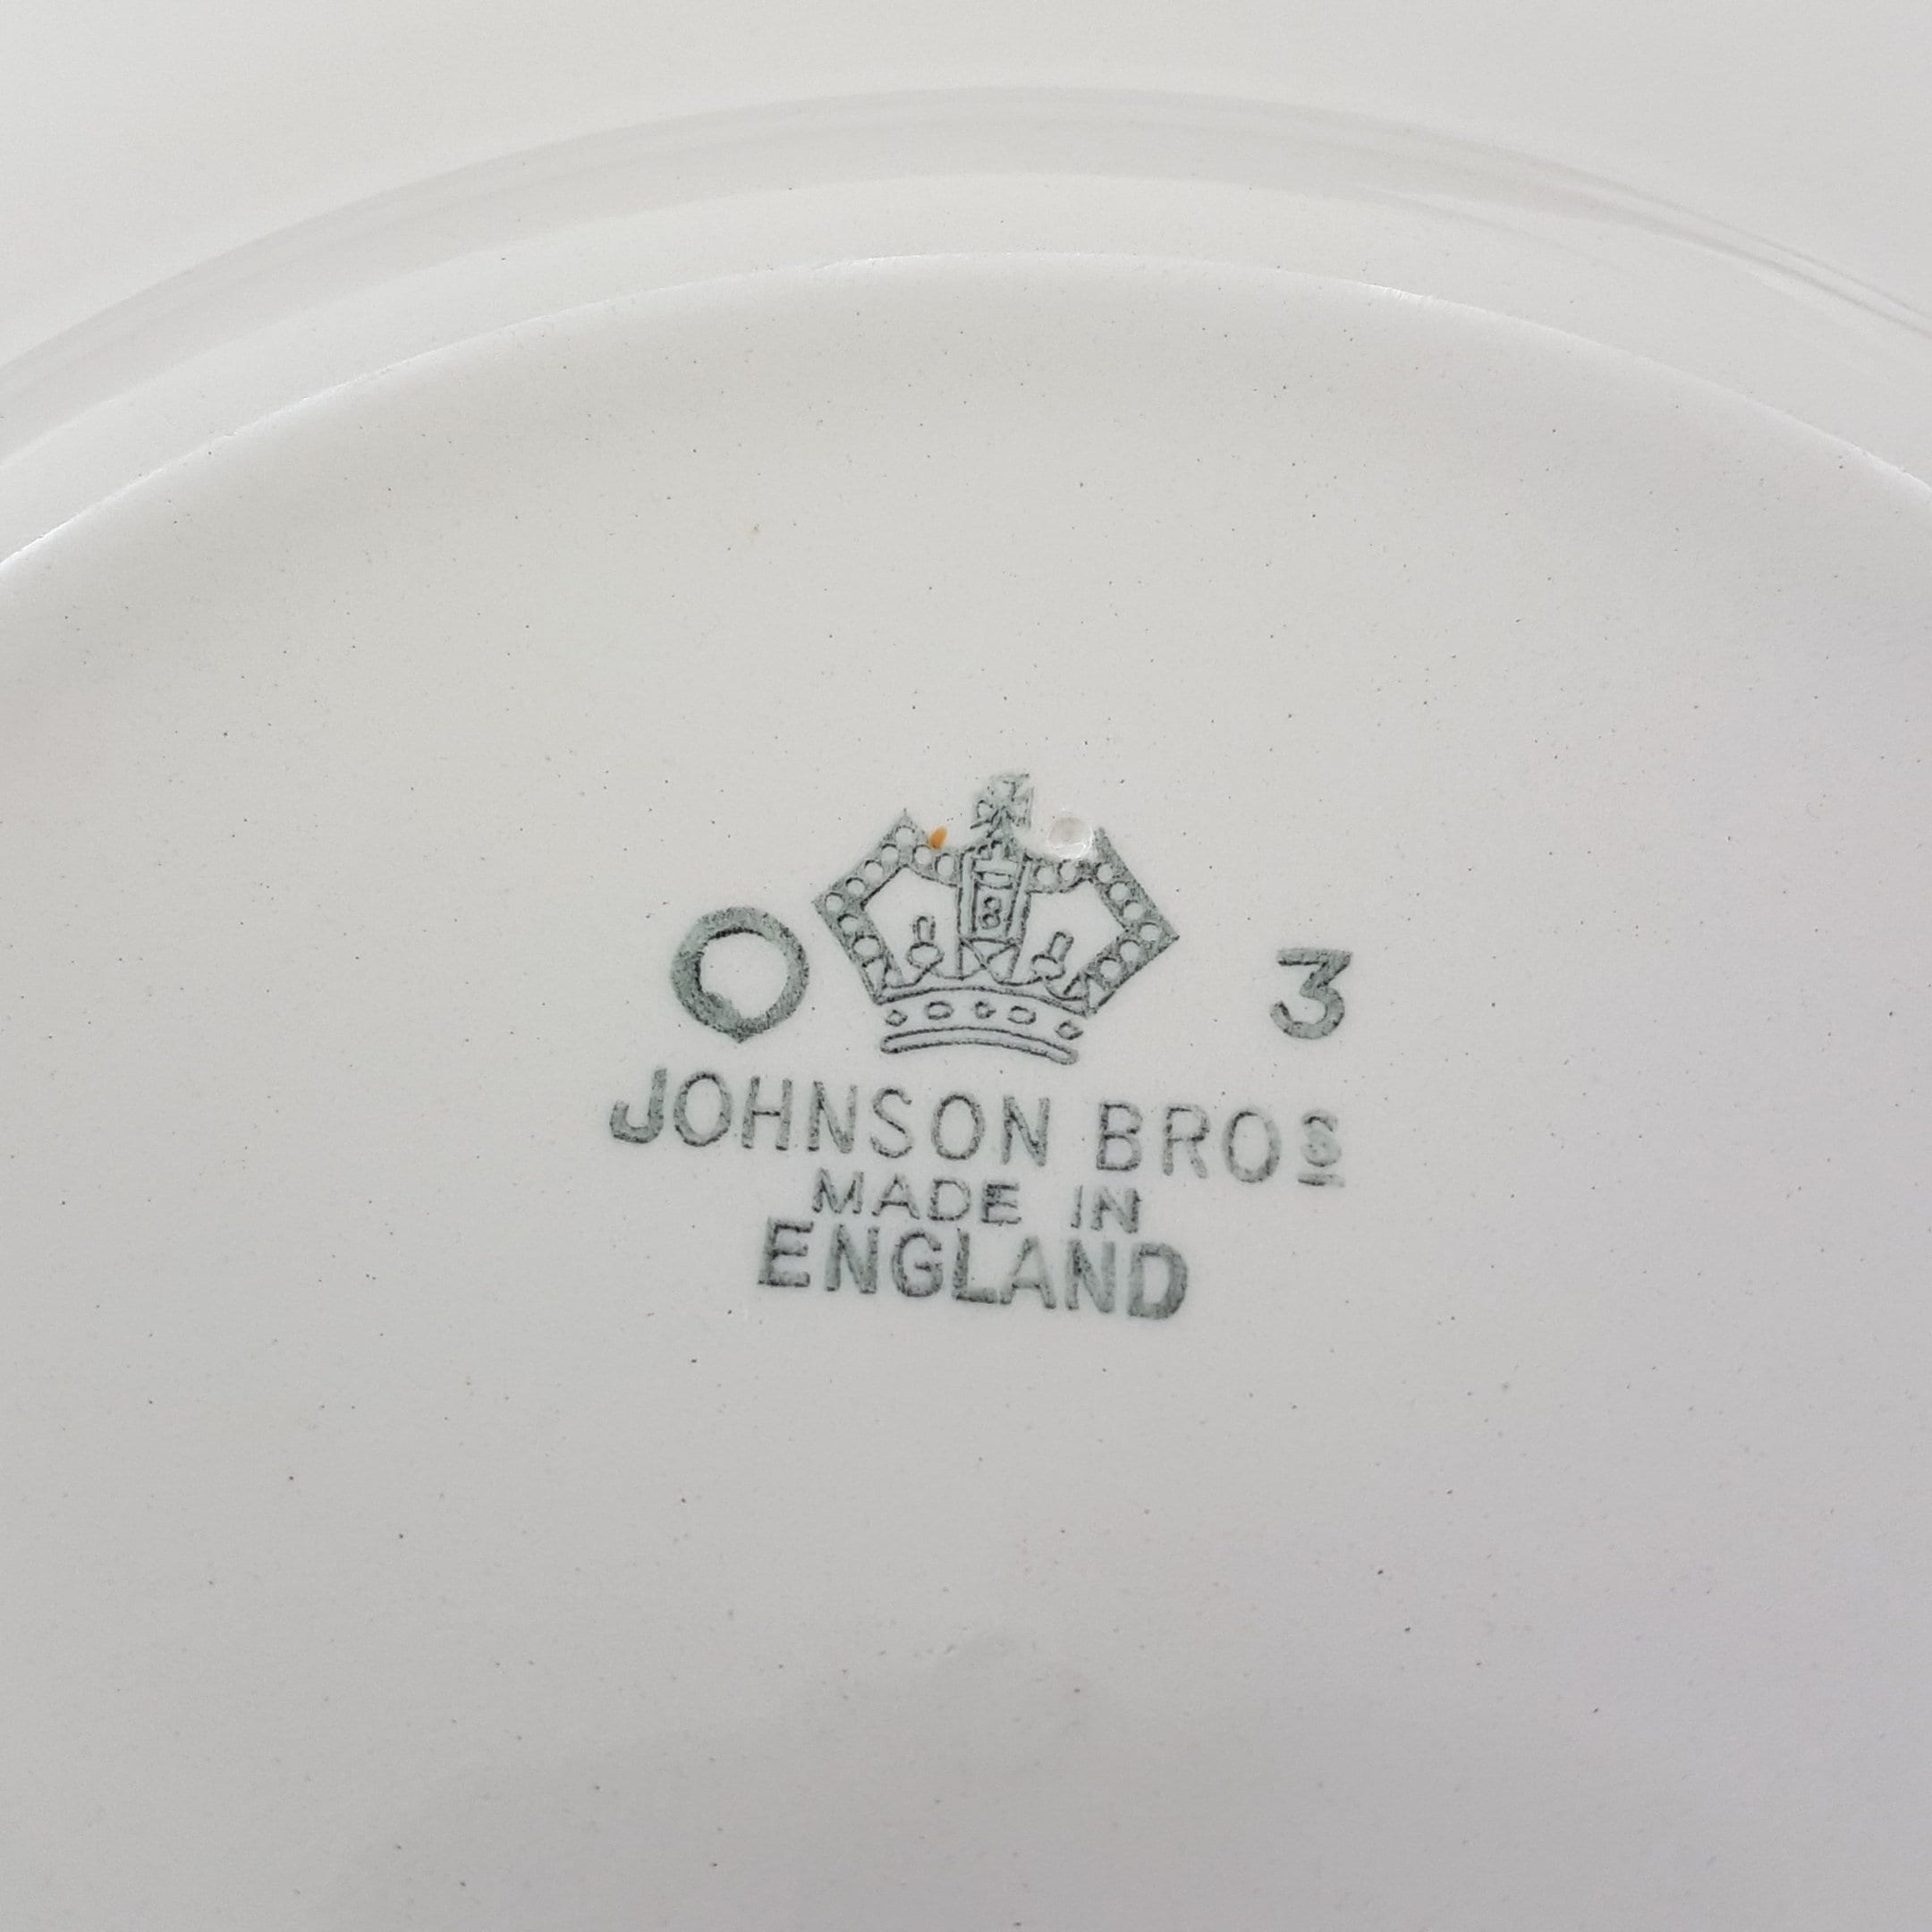 O 3
JOHNSON BROS
MADE IN
ENGLAND